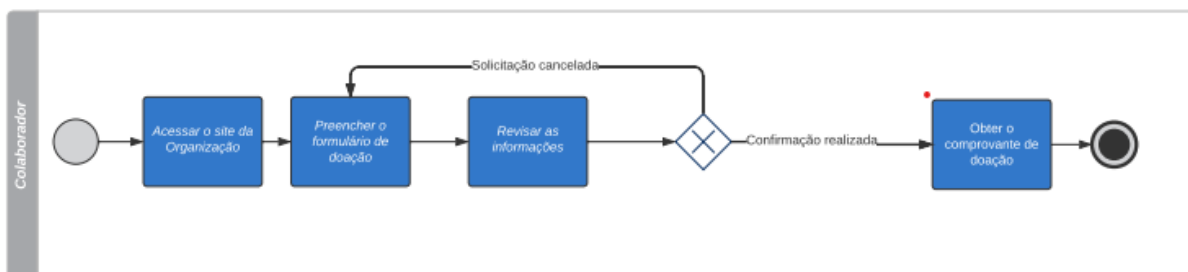 Colaborador
Solicitação cancelada
Acessar o site da
Organização
Preencher o
formulário de
doação
Revisar as
informações
Confirmação realizada
Obter o
comprovante de
doação